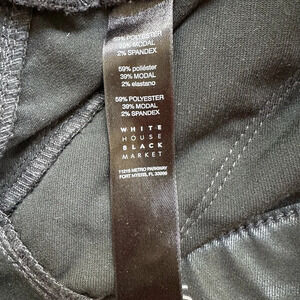 59% POLYESTER
39% MODAL
2% SPANDEX
59% poliéster
39% MODAL
2% elastano
59% POLYESTER
39% MODAL
2% SPANDEX
WHITE
HOUSE
BLACK
MARKET
11215 METRO PARKWAY
FORT MYERS, FL 33966